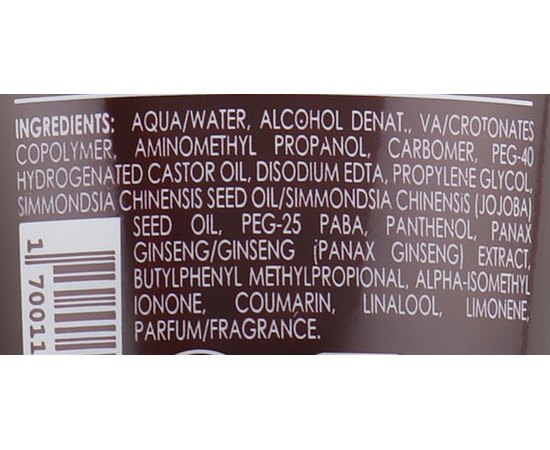 INGREDIENTS: AQUA/WATER, ALCOHOL DENAT., VA/CROTONATES
COPOLYMER, AMINOMETHYL PROPANOL, CARBOMER, PEG-40
HYDROGENATED CASTOR OIL, DISODIUM EDTA, PROPYLENE GLYCOL,
SIMMONDSIA CHINENSIS SEED OIL/SIMMONDSIA CHINENSIS (JOJOBA)
SEED OIL, PEG-25 PABA, PANTHENOL, PANAX
GINSENG/GINSENG (PANAX GINSENG) EXTRACT,
BUTYLPHENYL METHYLPROPIONAL, ALPHA-ISOMETHYL
IONONE, COUMARIN, LINALOOL, LIMONENE,
PARFUM/FRAGRANCE.
1 70011